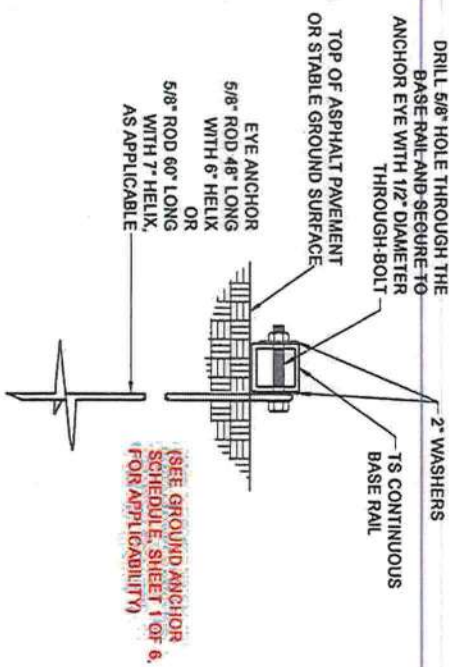 DRILL 5/8" HOLE THROUGH THE
BASE RAIL AND SECURE TO
ANCHOR EYE WITH 1/2" DIAMETER
THROUGH-BOLT
2" WASHERS
TS CONTINUOUS
BASE RAIL
TOP OF ASPHALT PAVEMENT
OR STABLE GROUND SURFACE
EYE ANCHOR
5/8" ROD 48" LONG
WITH 6" HELIX
OR
5/8" ROD 60" LONG
WITH 7" HELIX,
AS APPLICABLE
(SEE GROUND ANCHOR
SCHEDULE, SHEET 1 OF 6,
FOR APPLICABILITY)